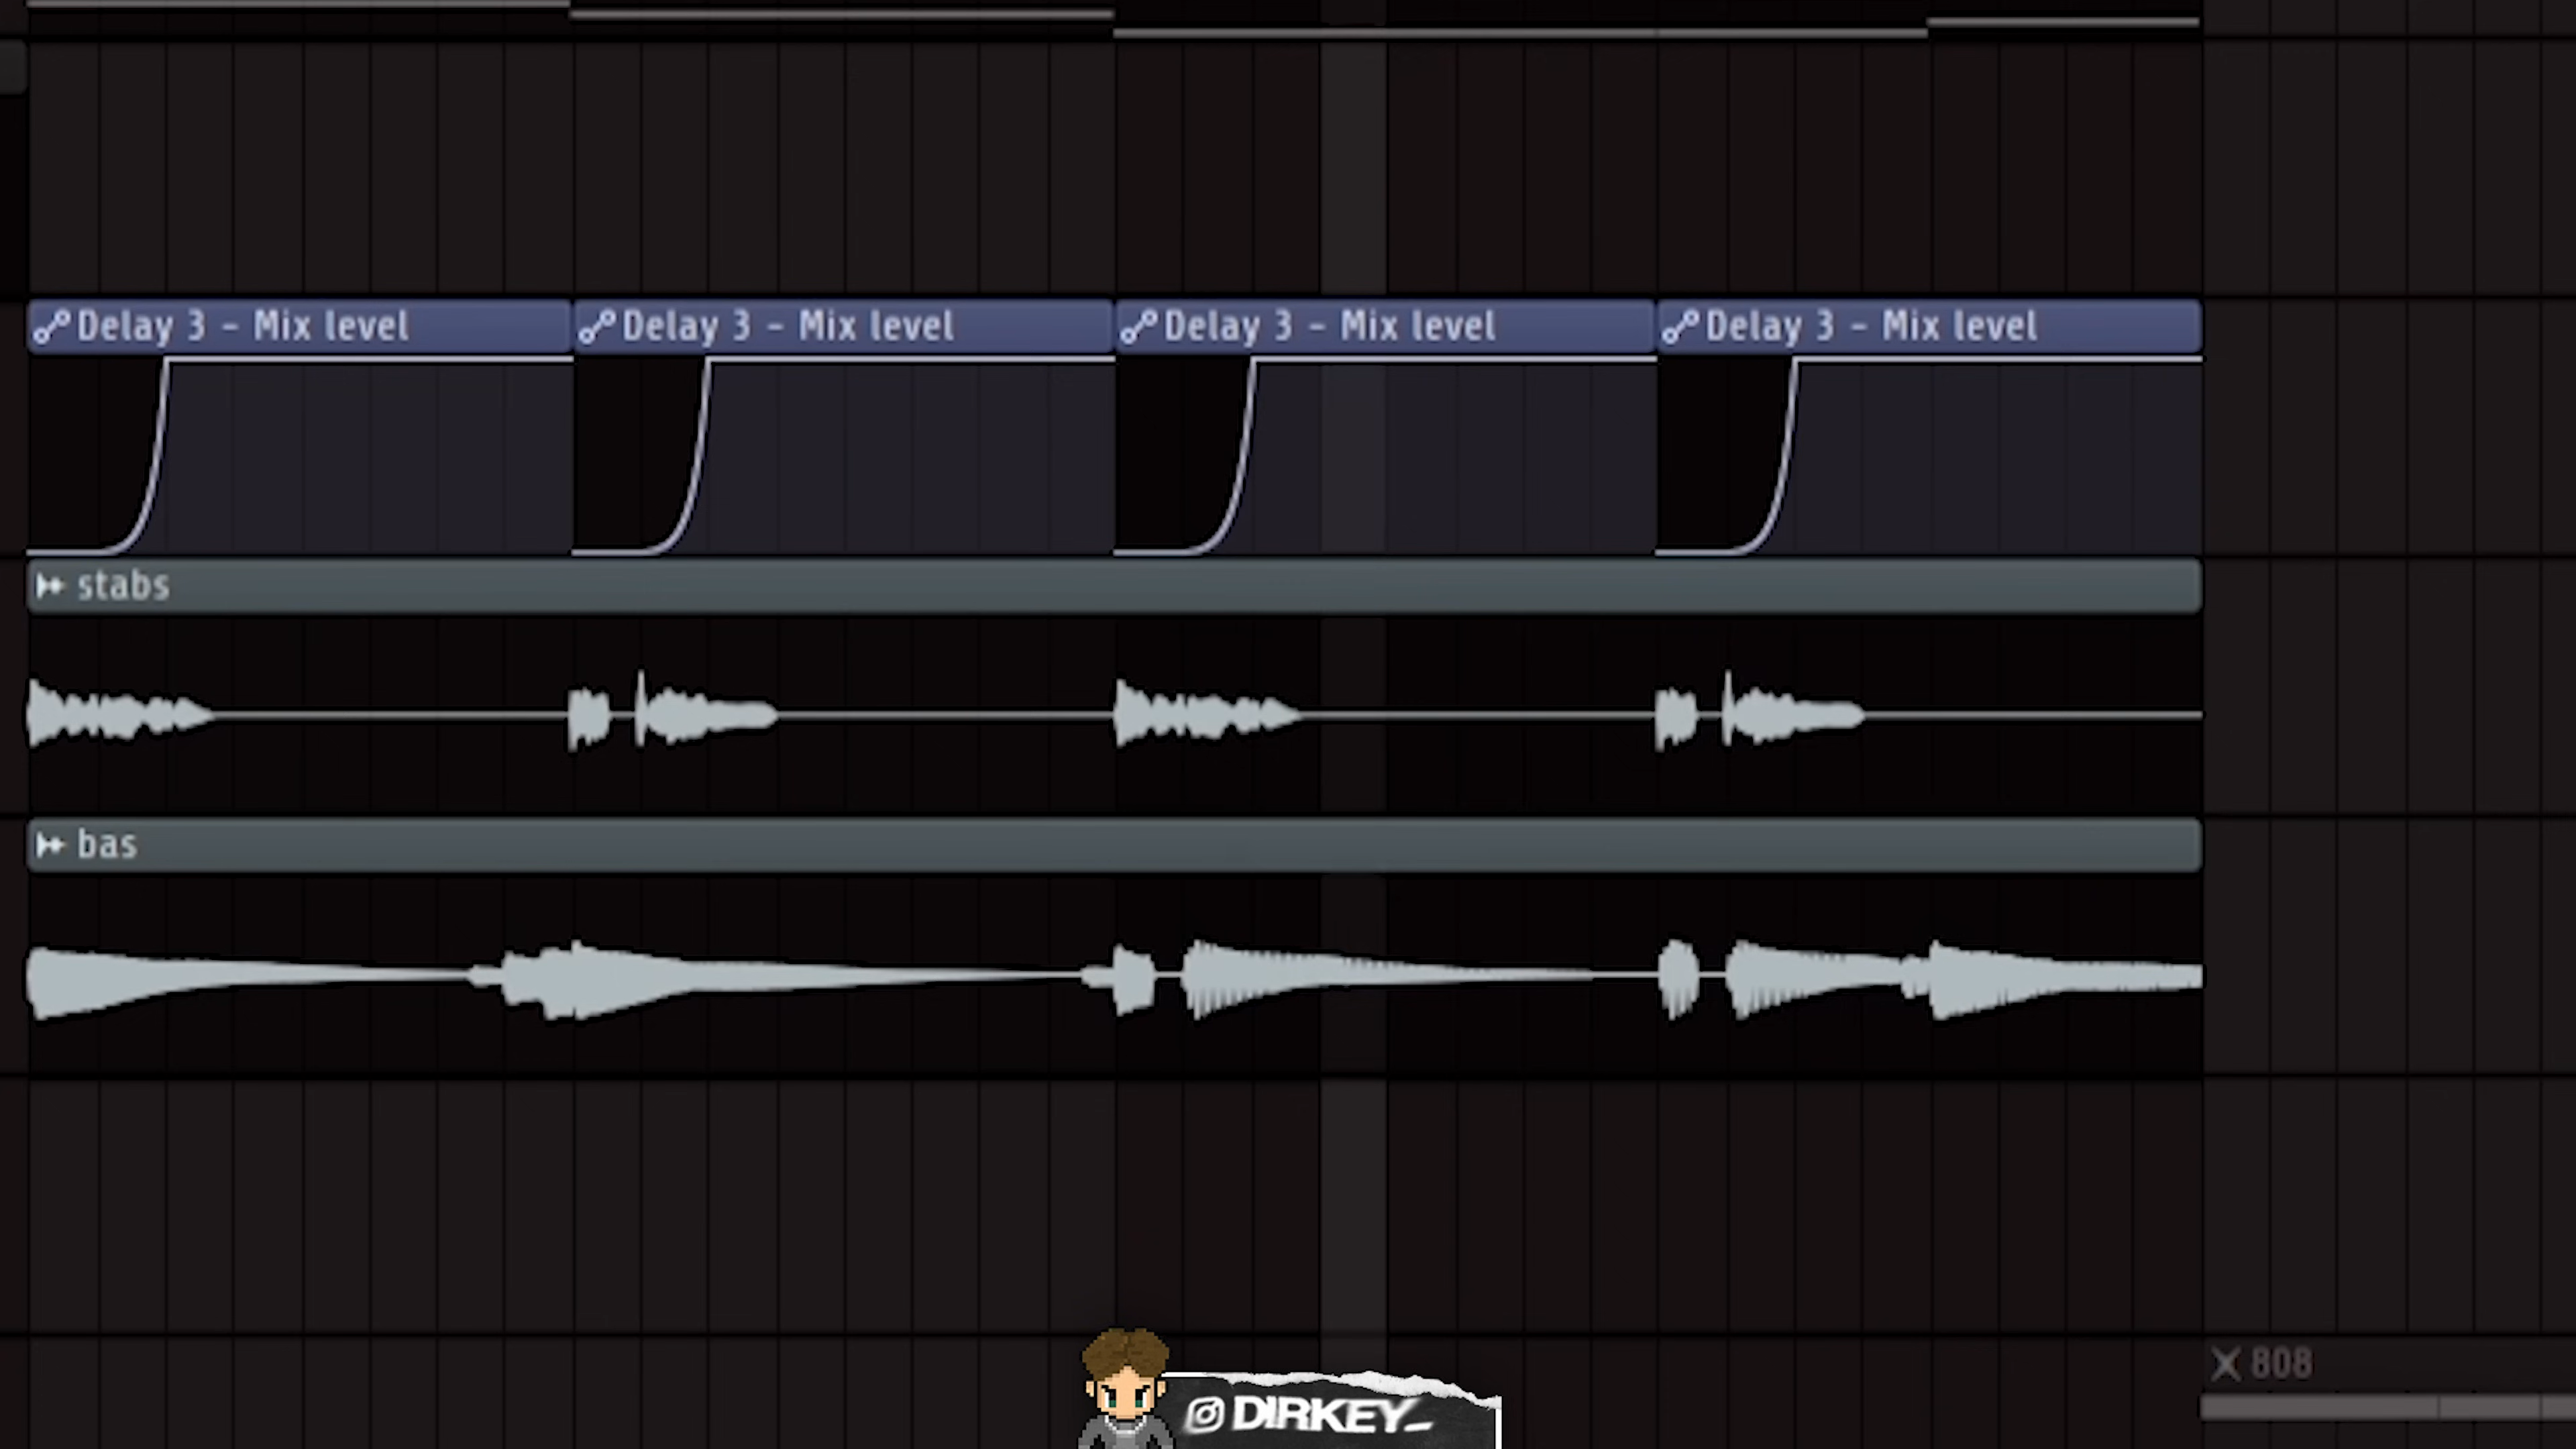 Delay 3 - Mix level
Delay 3 - Mix level
Delay 3 - Mix level
Delay 3 - Mix level
stabs
bas
808
DIRKEY_